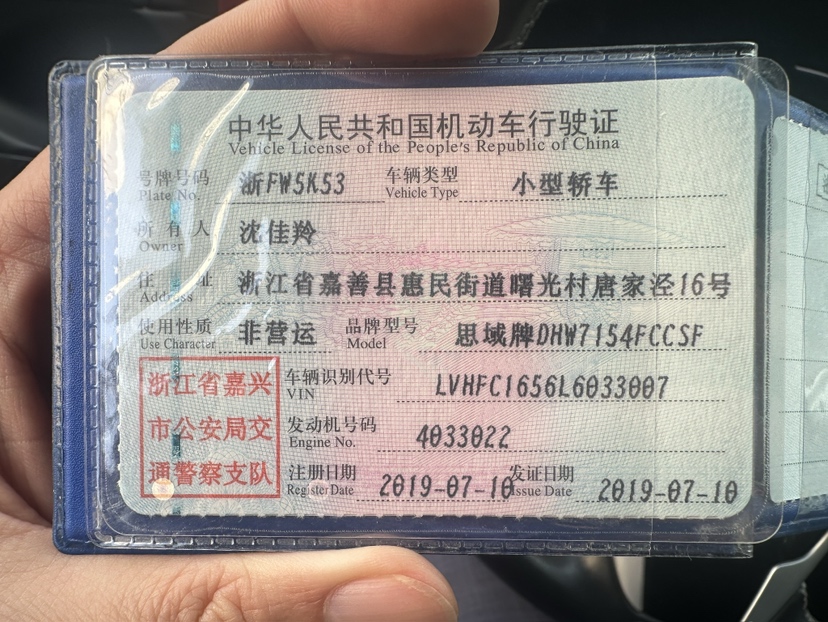 中华人民共和国机动车行驶证
Vehicle License of the People's Republic of China
号牌号码 浙FW5K53 车辆类型 小型轿车
Plate No. Vehicle Type
所有人 沈佳羚
Owner
住址 浙江省嘉善县惠民街道曙光村唐家泾16号
Address
使用性质 非营运 品牌型号 思域牌DHW7154FCCSF
Use Character Model
浙江省嘉兴
市公安局交
通警察支队
车辆识别代号 LVHFC1656L6033007
VIN
发动机号码 4033022
Engine No.
注册日期 2019-07-10 发证日期 2019-07-10
Register Date Issue Date